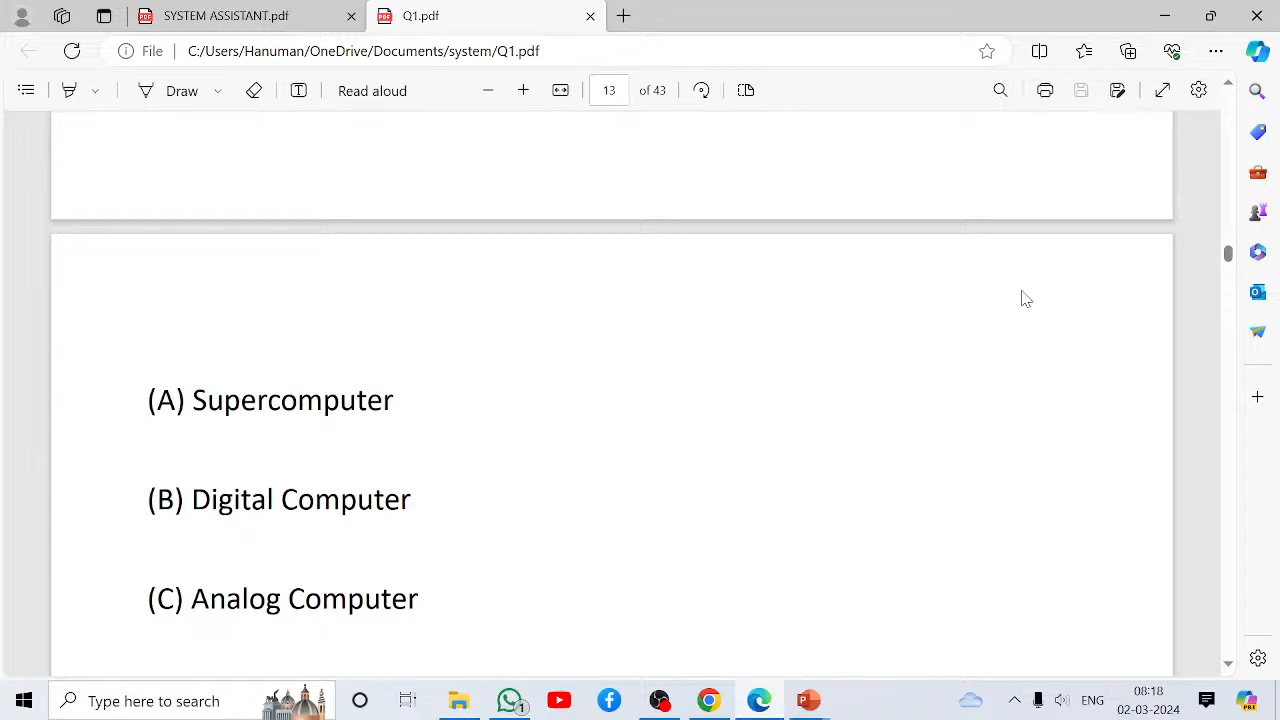 SYSTEM ASSISTANT.pdf
Q1.pdf
File
C:/Users/Hanuman/OneDrive/Documents/system/Q1.pdf
Draw
Read aloud
13
of 43
(A) Supercomputer
(B) Digital Computer
(C) Analog Computer
Type here to search
1
ENG
08:18
02-03-2024